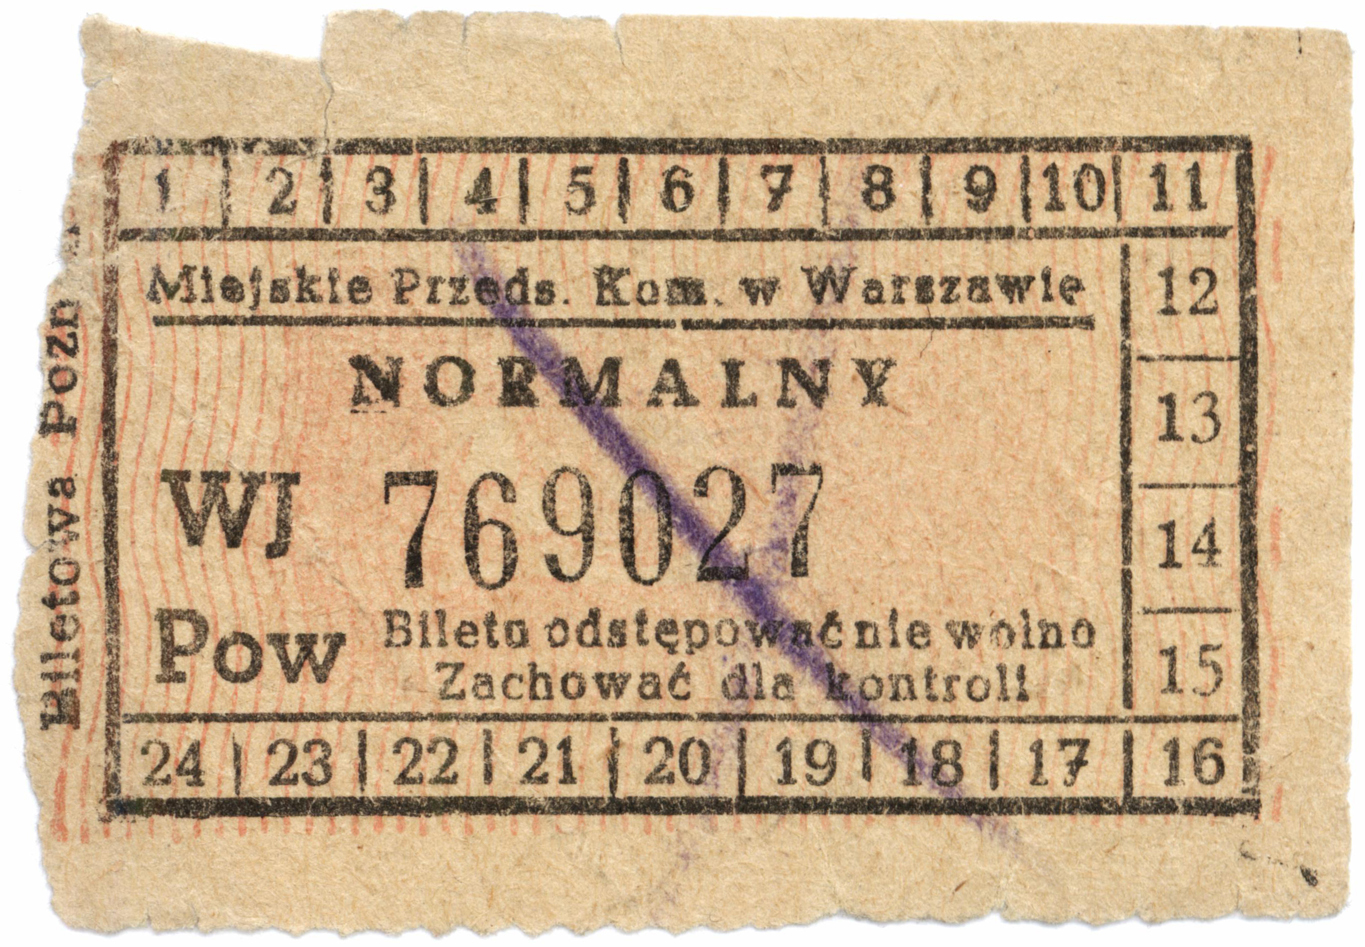 1 2 3 4 5 6 7 8 9 10 11
Miejskie Przeds. Kom. w Warszawie
12
NORMALNY
13
WJ 769027
14
Pow Biletu odstępować nie wolno
Zachować dla kontroli
15
24 23 22 21 20 19 18 17 16
Biletowa Pozn